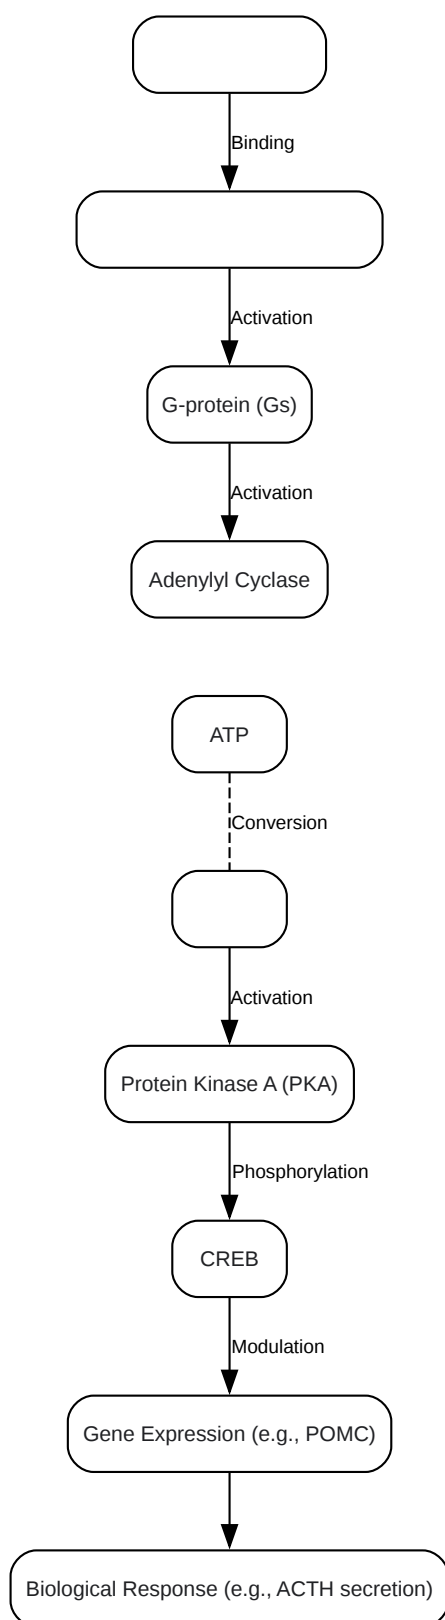 Binding
Activation
G-protein (Gs)
Activation
Adenylyl Cyclase
ATP
Conversion
Activation
Protein Kinase A (PKA)
Phosphorylation
CREB
Modulation
Gene Expression (e.g., POMC)
Biological Response (e.g., ACTH secretion)